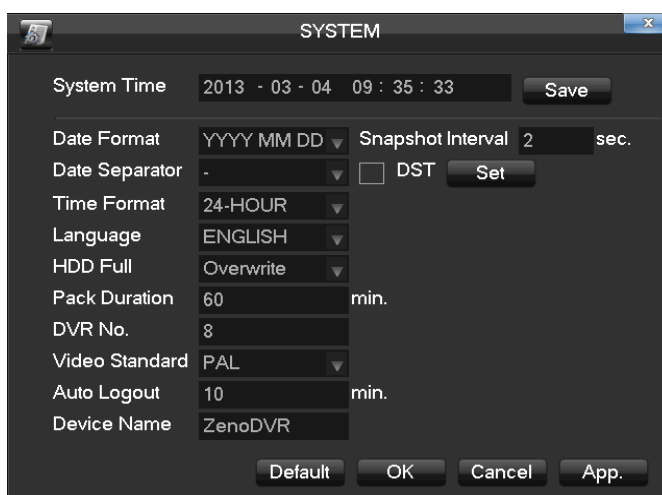 SYSTEM
System Time 2013 - 03 - 04 09 : 35 : 33 Save
Date Format YYYY MM DD Snapshot Interval 2 sec.
Date Separator - DST Set
Time Format 24-HOUR
Language ENGLISH
HDD Full Overwrite
Pack Duration 60 min.
DVR No. 8
Video Standard PAL
Auto Logout 10 min.
Device Name ZenoDVR
Default OK Cancel App.